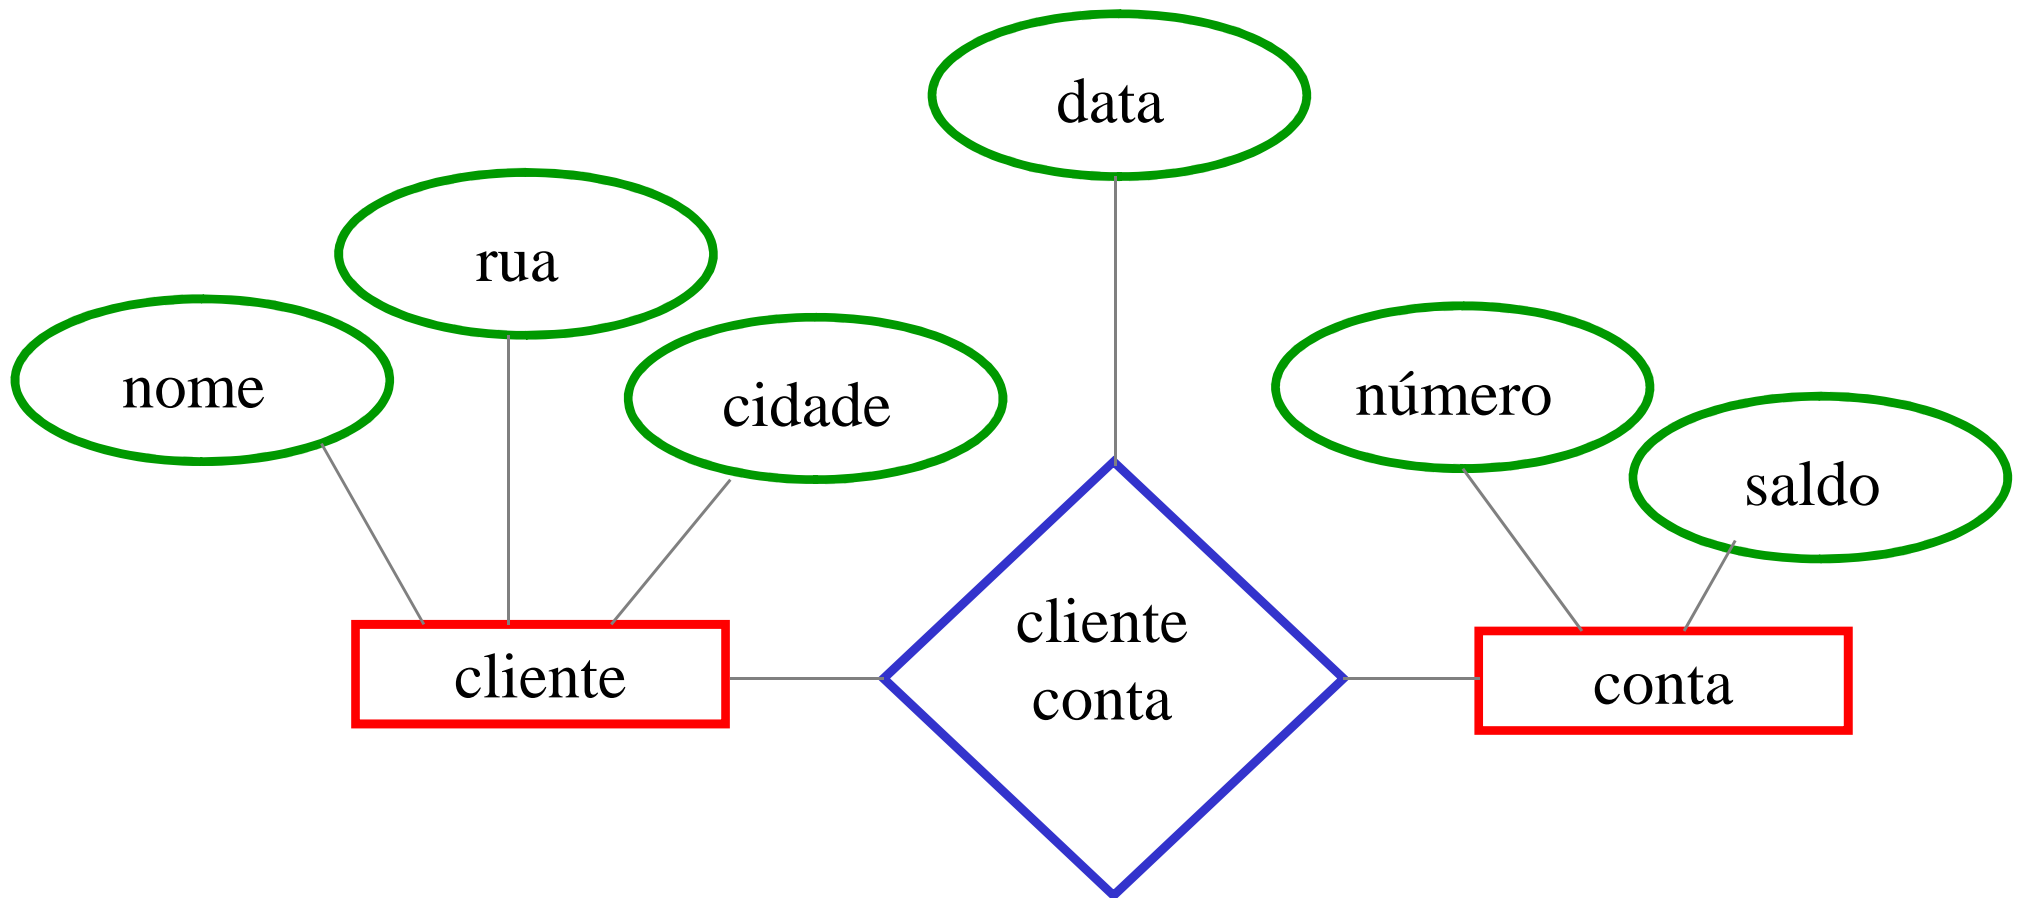 data
rua
nome
cidade
número
saldo
cliente
cliente
conta
conta